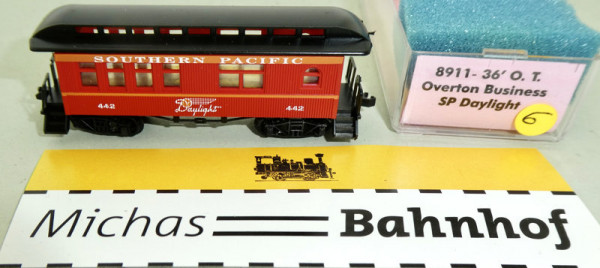 SOUTHERN PACIFIC
442
Daylight
442
8911- 36' O. T.
Overton Business
SP Daylight
6
Michas Bahnhof